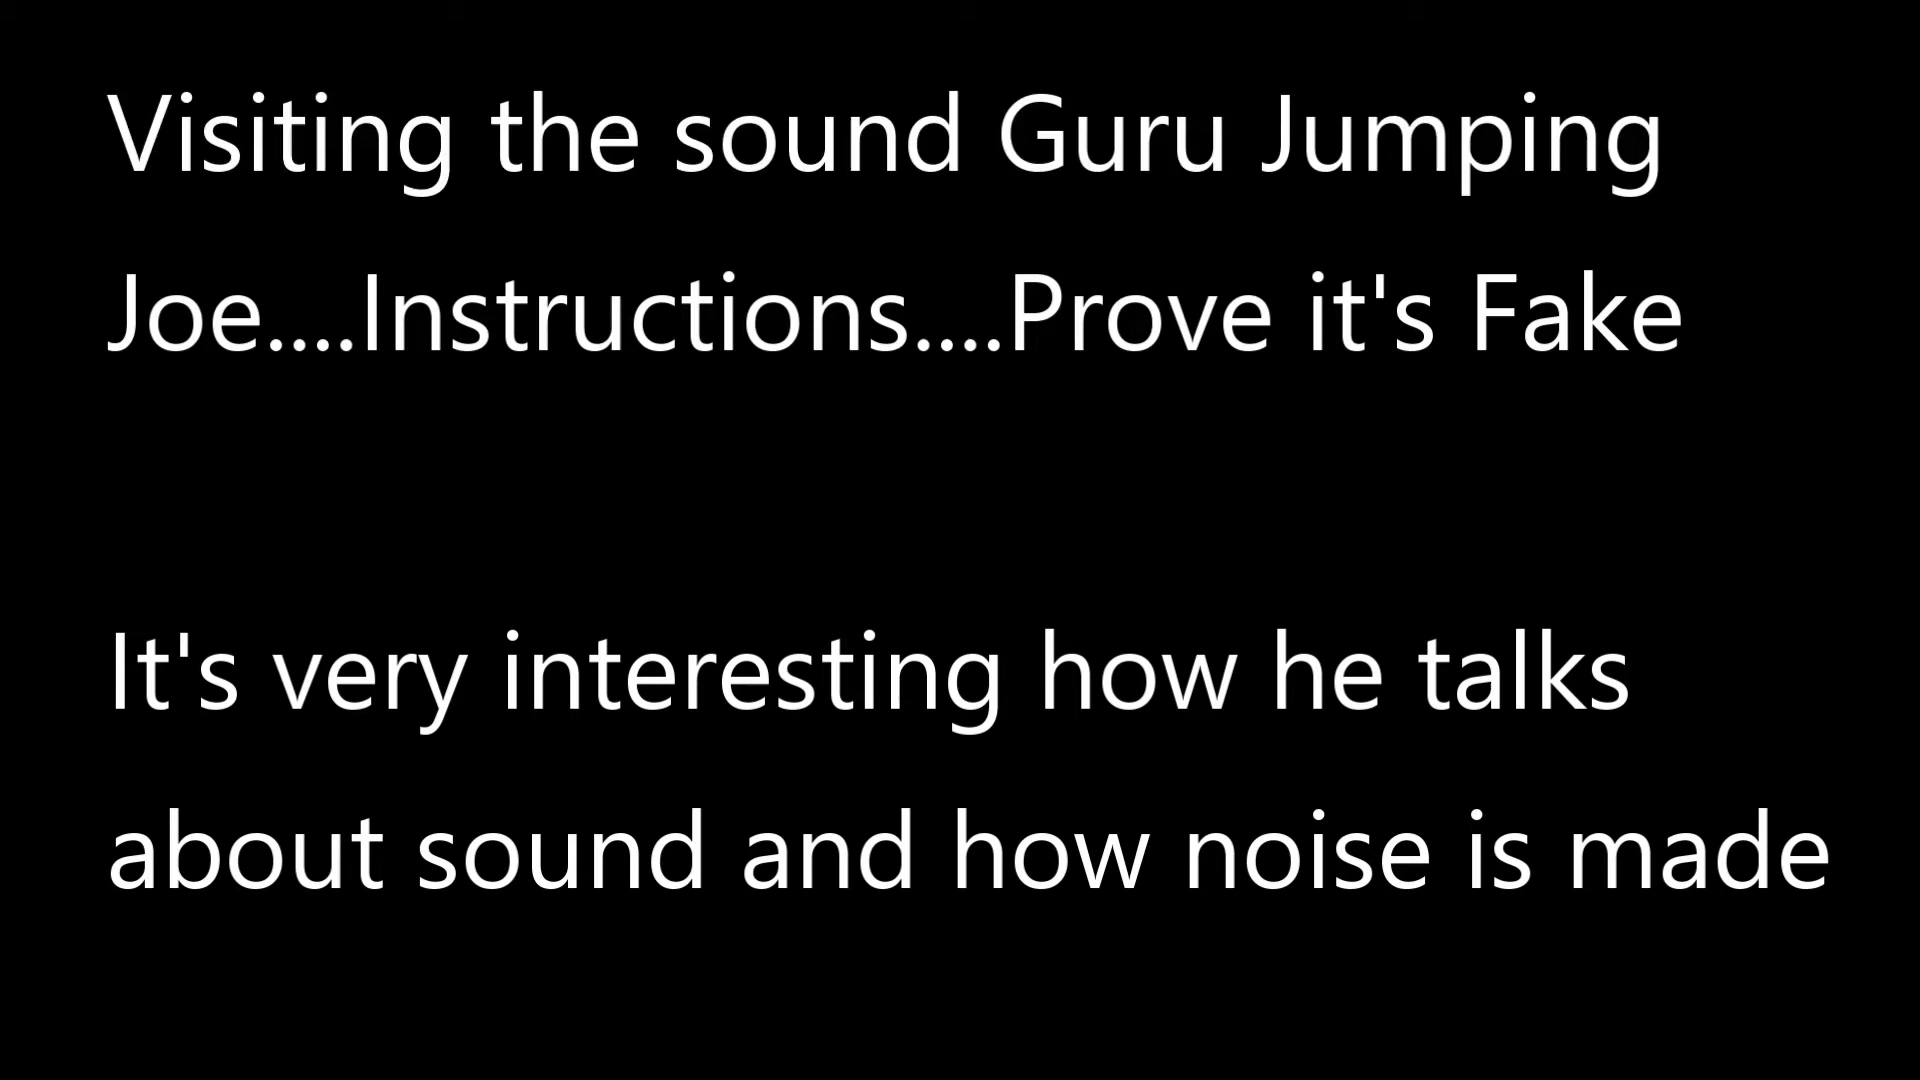 Visiting the sound Guru Jumping
Joe....Instructions....Prove it's Fake
It's very interesting how he talks
about sound and how noise is made